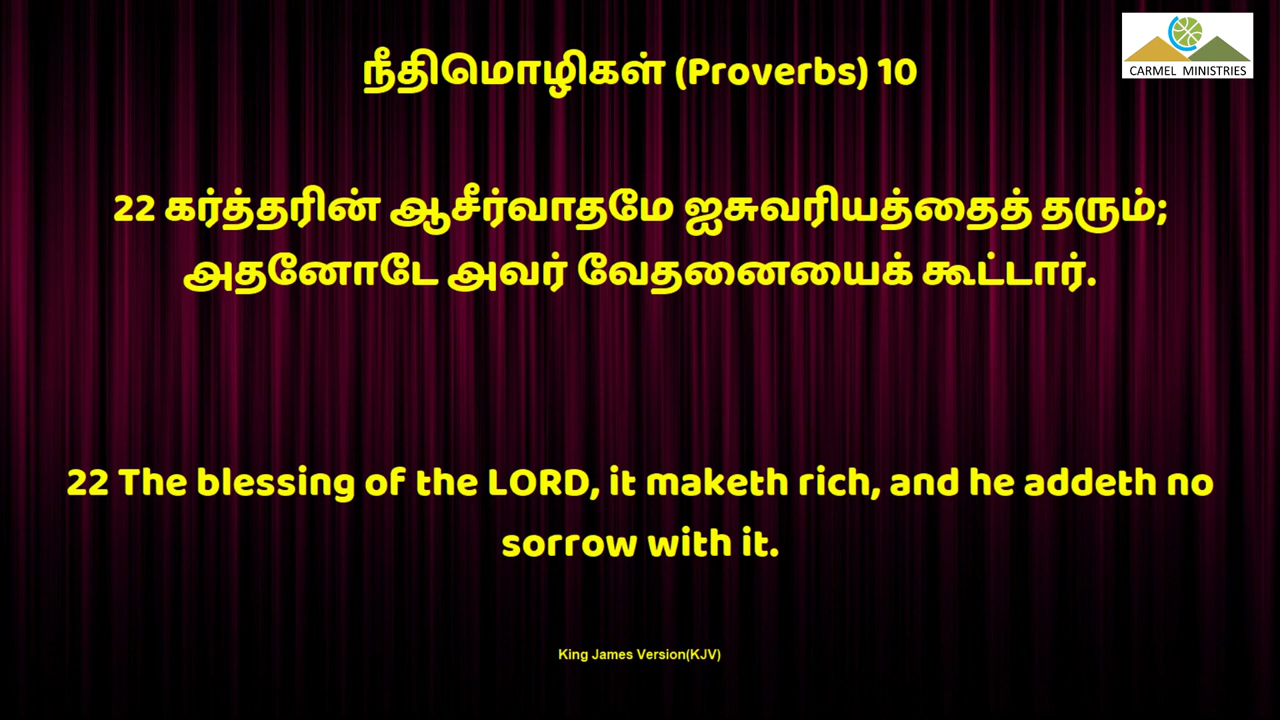 CARMEL MINISTRIES
நீதிமொழிகள் (Proverbs) 10
22 கர்த்தரின் ஆசீர்வாதமே ஐசுவரியத்தைத் தரும்;
அதனோடே அவர் வேதனையைக் கூட்டார்.
22 The blessing of the LORD, it maketh rich, and he addeth no
sorrow with it.
King James Version(KJV)